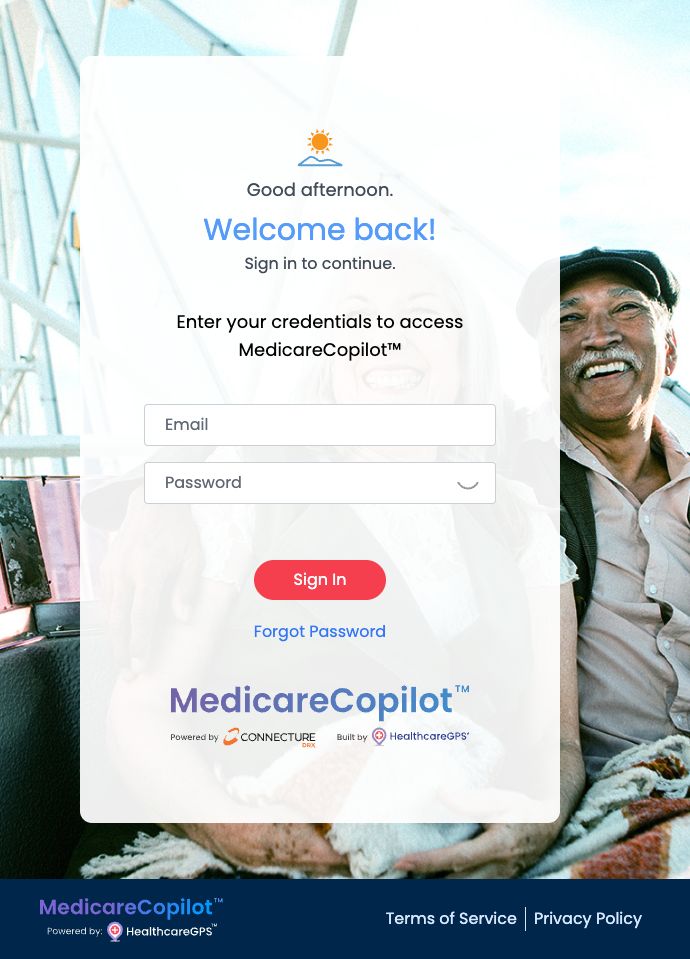 Good afternoon.
Welcome back!
Sign in to continue.
Enter your credentials to access
MedicareCopilot™
Email
Password
Sign In
Forgot Password
MedicareCopilot™
Powered by CONNECTURE DRX Built by HealthcareGPS™
MedicareCopilot™
Powered by: HealthcareGPS™
Terms of Service Privacy Policy